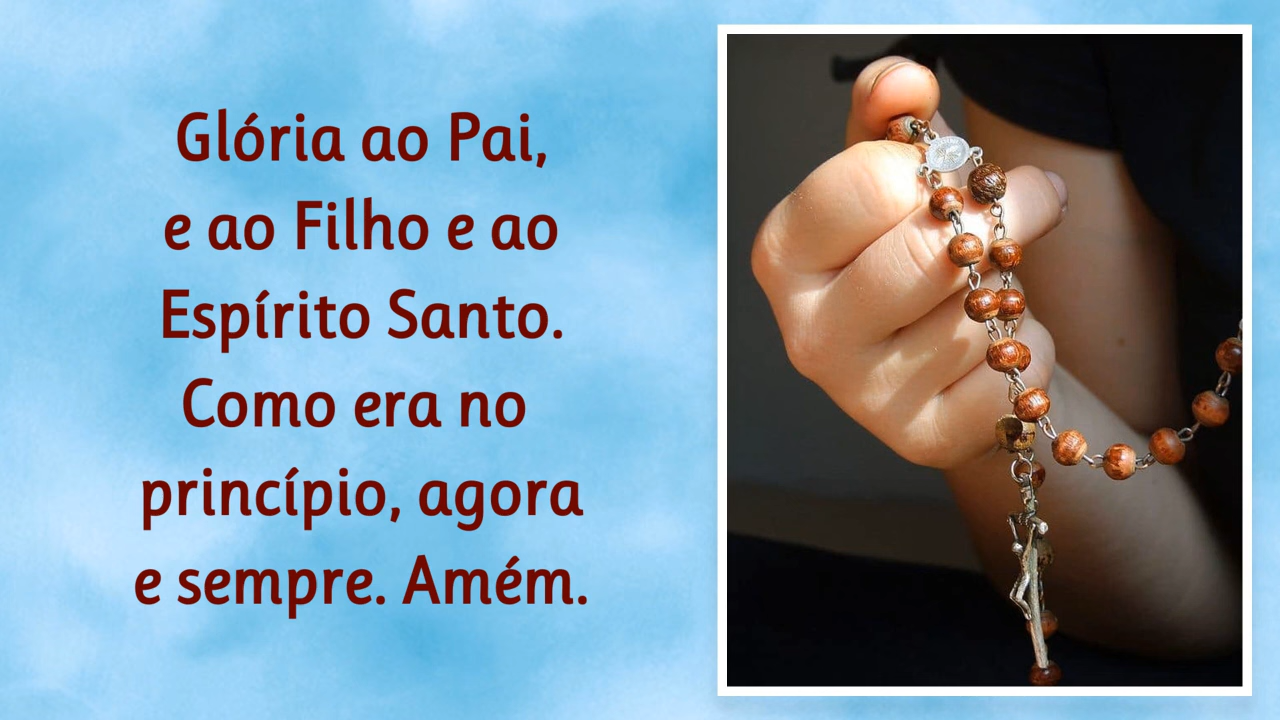 Glória ao Pai,
e ao Filho e ao
Espírito Santo.
Como era no
princípio, agora
e sempre. Amém.